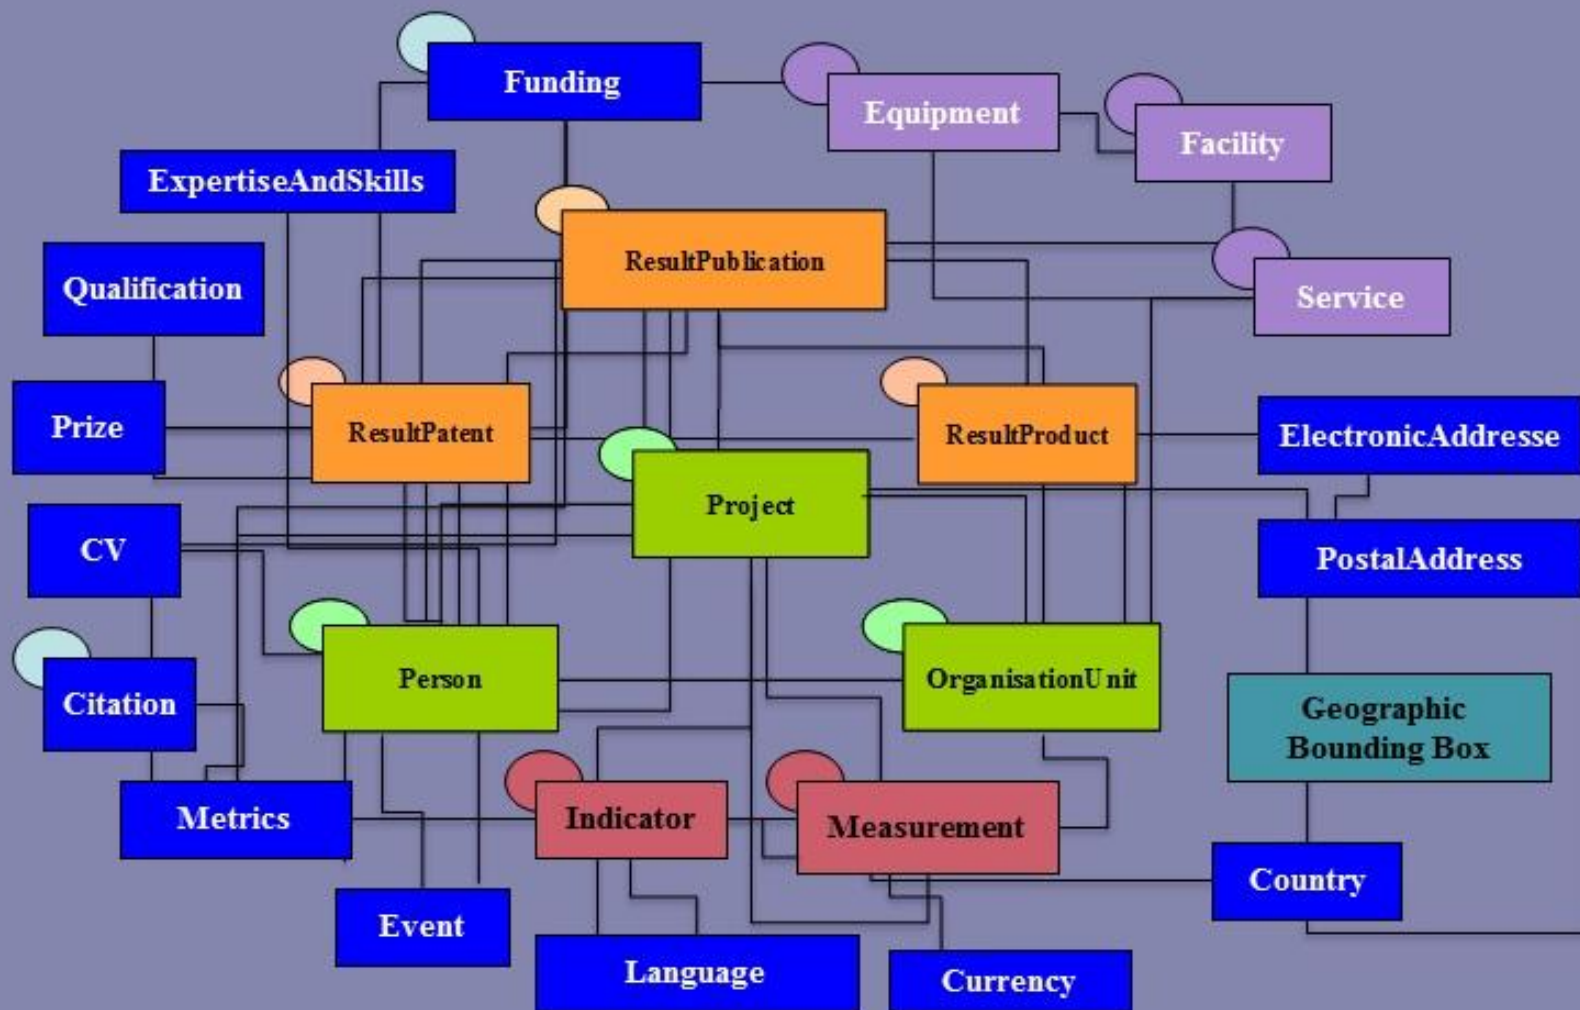 Funding
Equipment
Facility
ExpertiseAndSkills
ResultPublication
Qualification
Service
Prize
ResultPatent
ResultProduct
ElectronicAddresse
Project
CV
PostalAddress
Person
OrganisationUnit
Citation
Geographic
Bounding Box
Metrics
Indicator
Measurement
Country
Event
Language
Currency